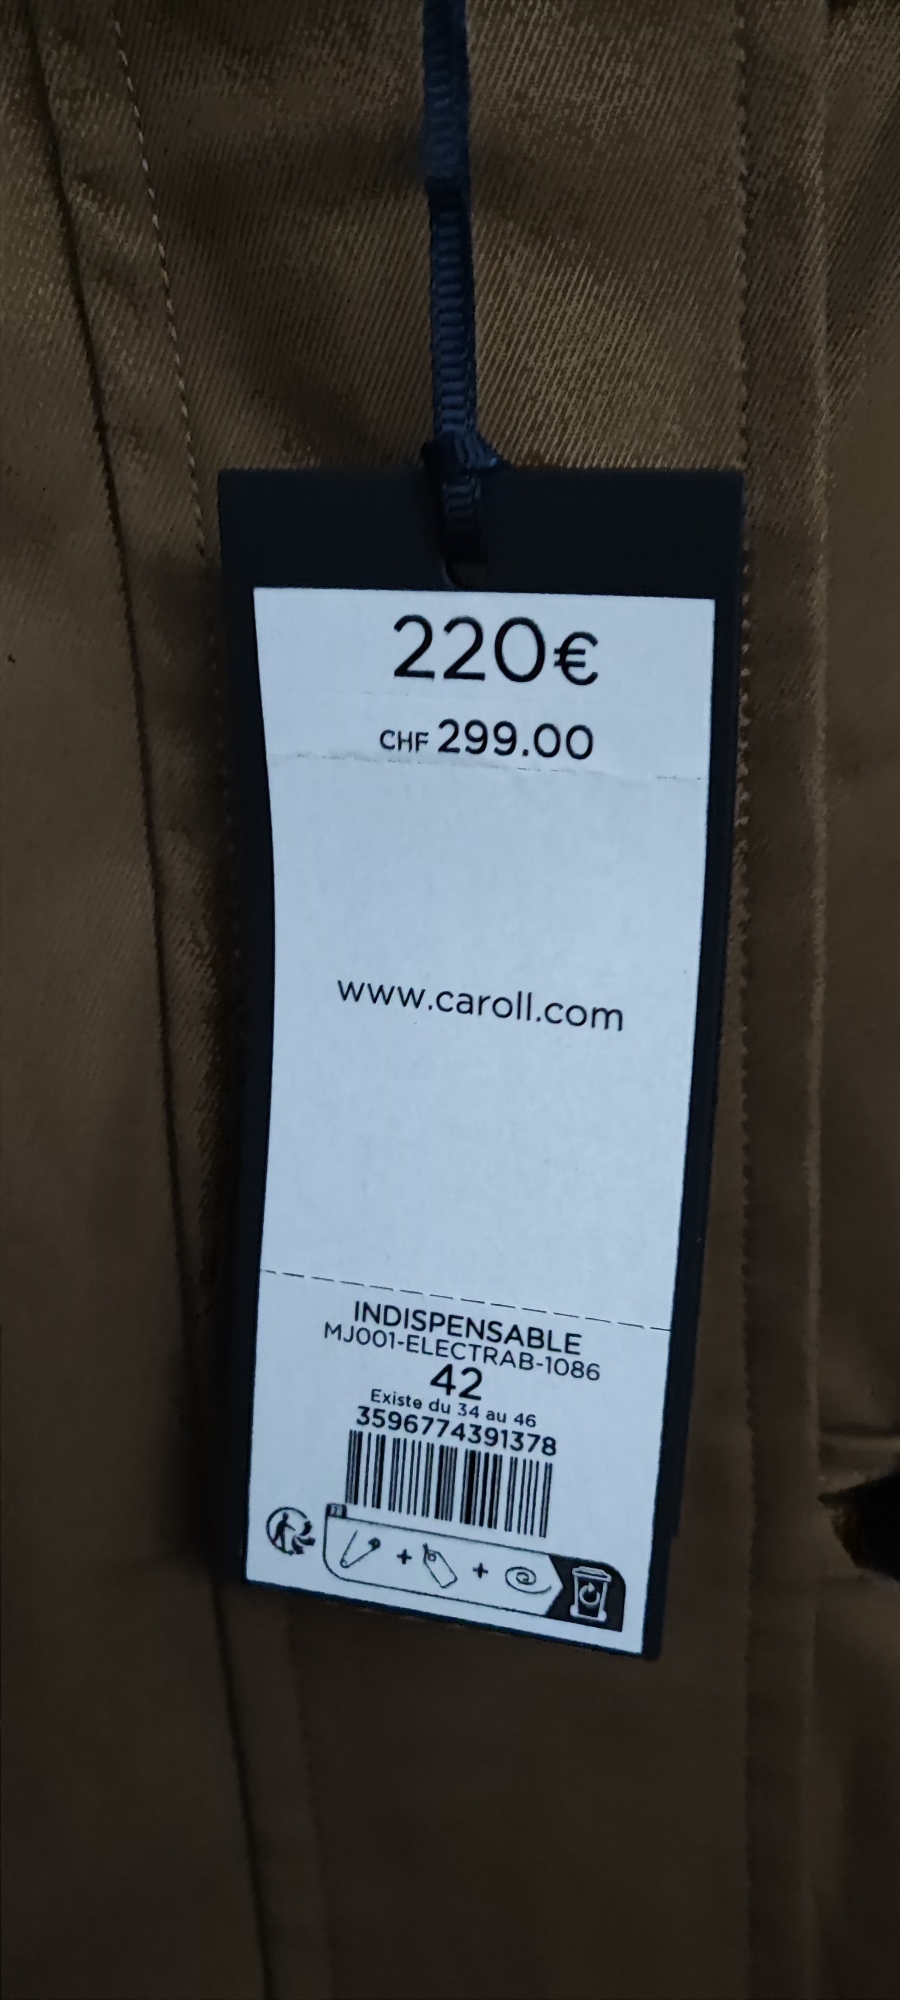 220€
CHF 299.00
www.caroll.com
INDISPENSABLE
MJ001-ELECTRAB-1086
42
Existe du 34 au 46
3596774391378